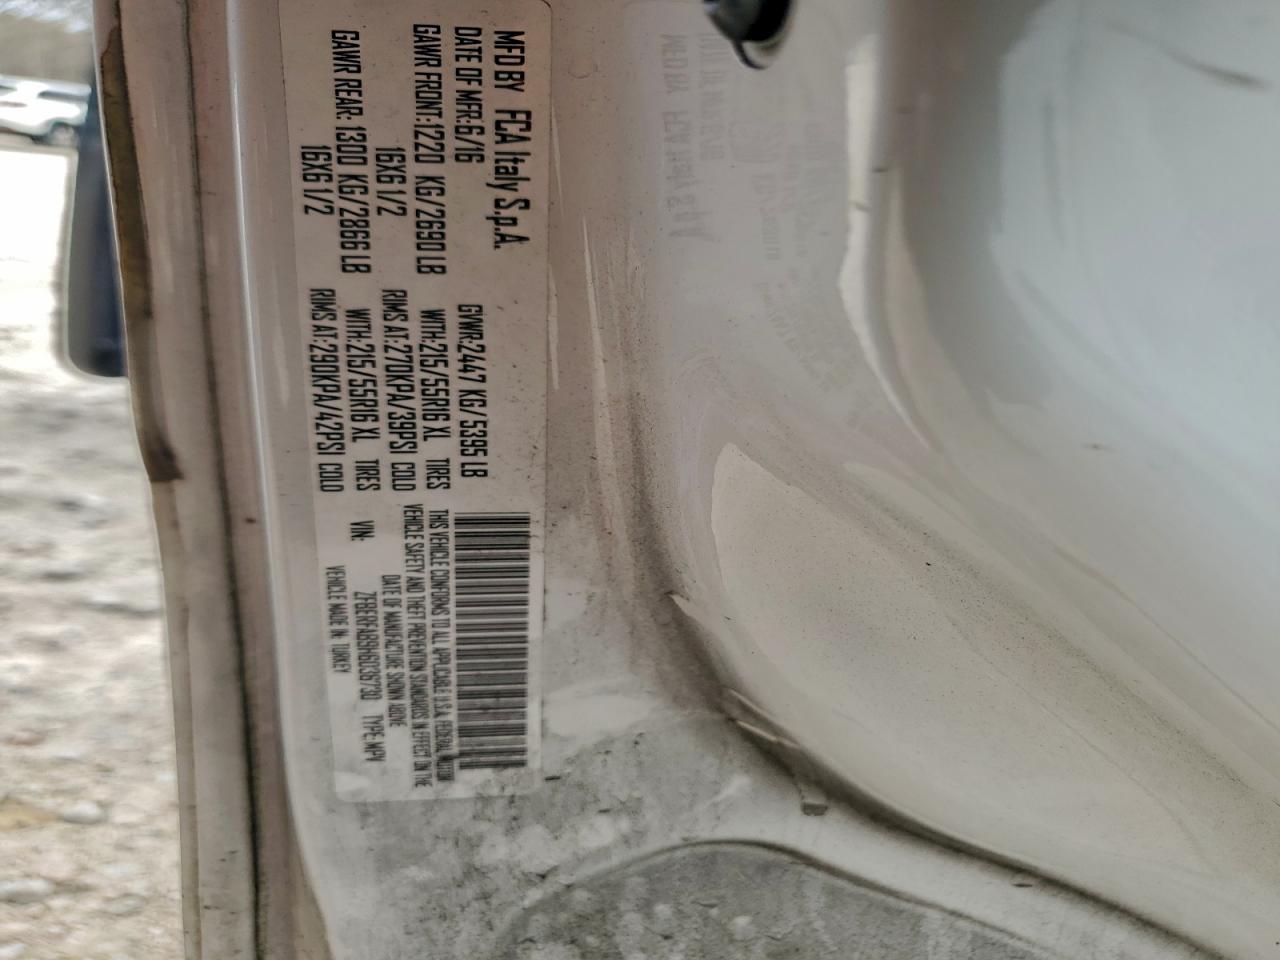 MFD BY FCA Italy S.p.A.
DATE OF MFR:6/16 GVWR:2447 KG/5395 LB
GAWR FRONT:1220 KG/2690 LB WITH:215/55R16 XL TIRES
16X6 1/2 RIMS AT:270KPA/39PSI COLD
GAWR REAR: 1300 KG/2866 LB WITH:215/55R16 XL TIRES
16X6 1/2 RIMS AT:290KPA/42PSI COLD
THIS VEHICLE CONFORMS TO ALL APPLICABLE U.S.A. FEDERAL MOTOR
VEHICLE SAFETY AND THEFT PREVENTION STANDARDS IN EFFECT ON THE
DATE OF MANUFACTURE SHOWN ABOVE
VIN: ZFBERFAB9H6D39730 TYPE:MPV
VEHICLE MADE IN TURKEY